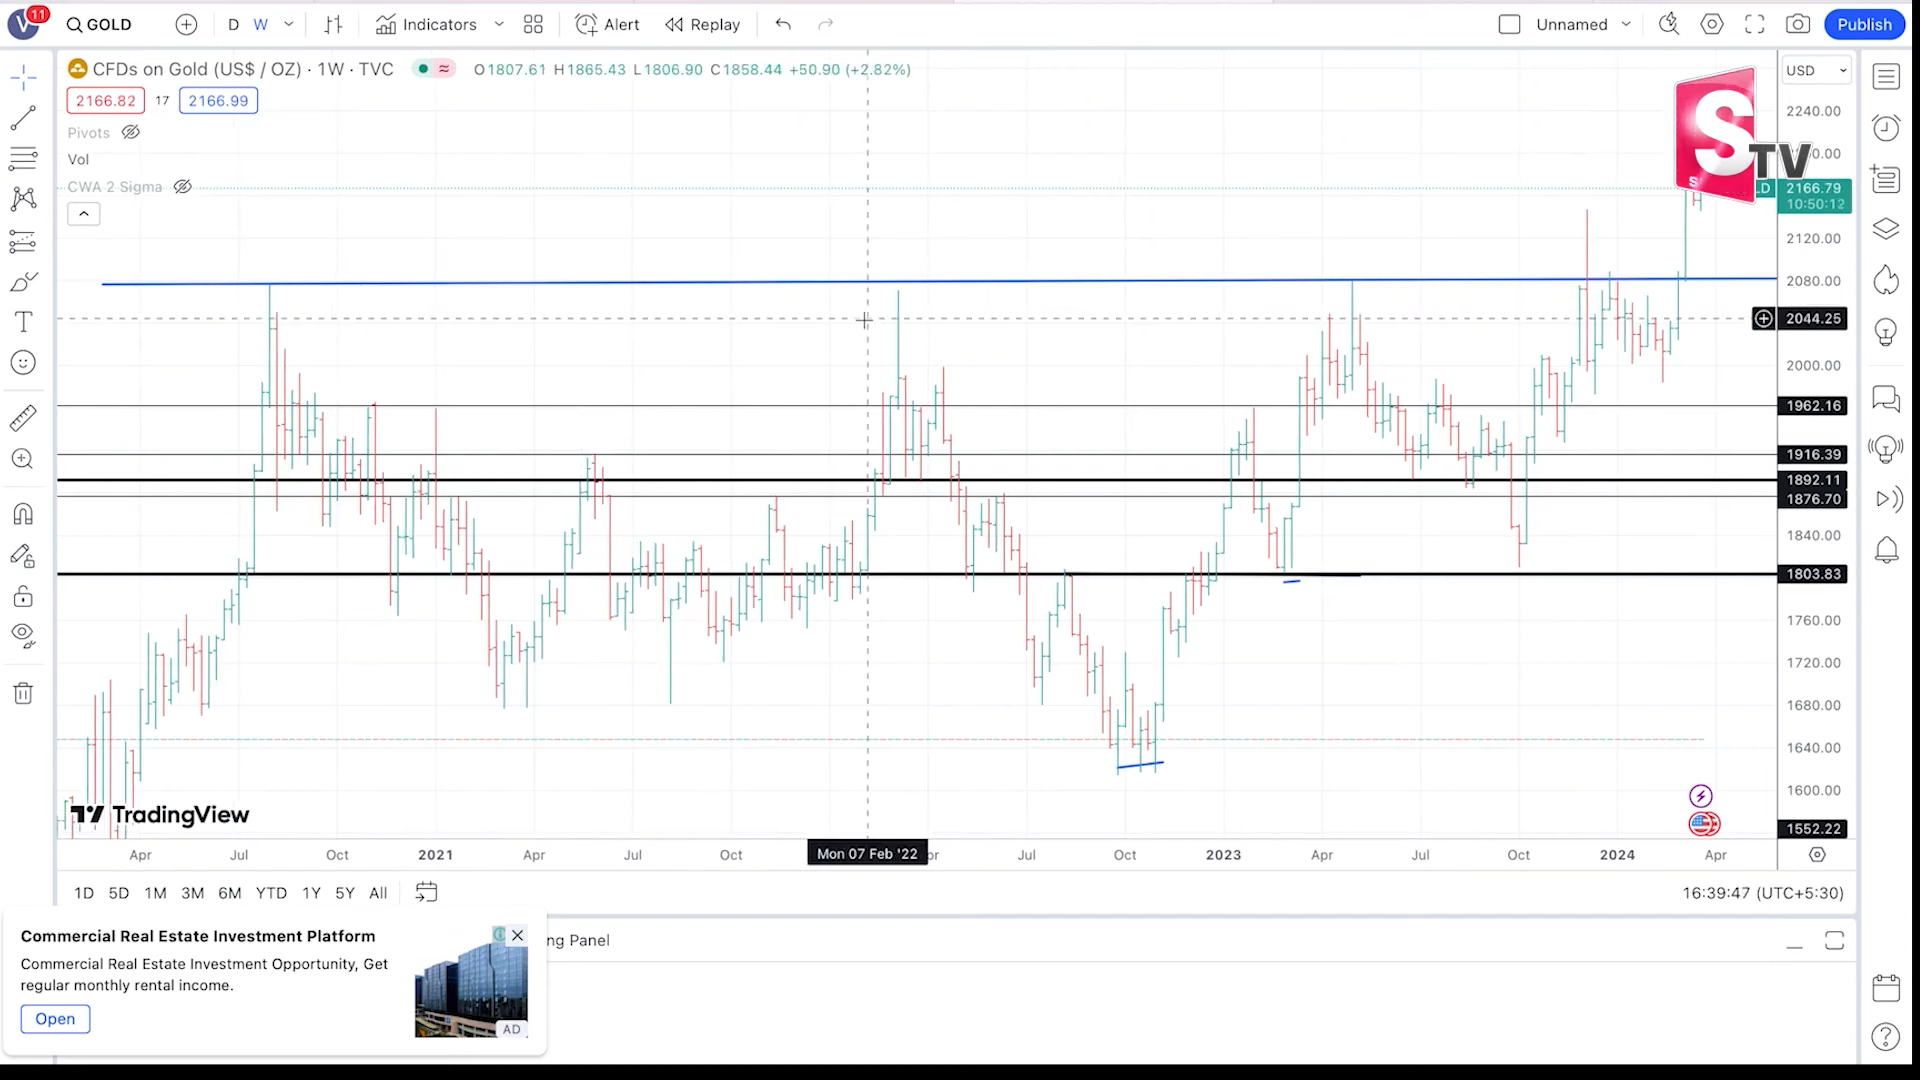 V 11 GOLD D W Indicators Alert Replay Unnamed Publish
CFDs on Gold (US$ / OZ) · 1W · TVC O1807.61 H1865.43 L1806.90 C1858.44 +50.90 (+2.82%) USD
2166.82 17 2166.99
Pivots
Vol
CWA 2 Sigma
S TV
S
2240.00
2166.79
10:50:12
2120.00
2080.00
2044.25
2000.00
1962.16
1916.39
1892.11
1876.70
1840.00
1803.83
1760.00
1720.00
1680.00
1640.00
1600.00
1552.22
TradingView
Apr Jul Oct 2021 Apr Jul Oct Mon 07 Feb '22 Jul Oct 2023 Apr Jul Oct 2024 Apr
1D 5D 1M 3M 6M YTD 1Y 5Y All 16:39:47 (UTC+5:30)
Commercial Real Estate Investment Platform
Commercial Real Estate Investment Opportunity, Get
regular monthly rental income.
Open
AD
ng Panel